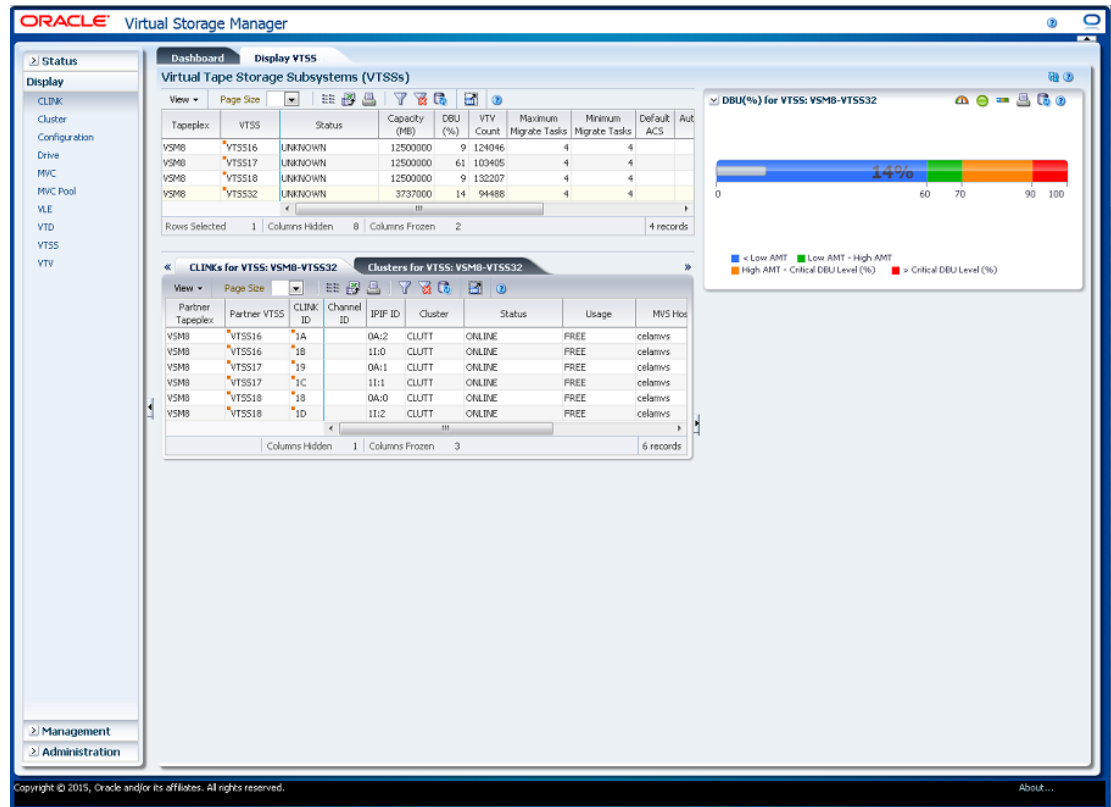 ORACLE Virtual Storage Manager
Status
Display
CLINK
Cluster
Configuration
Drive
MVC
MVC Pool
VLE
VTD
VTSS
VTV
Management
Administration
Dashboard Display VTSS
Virtual Tape Storage Subsystems (VTSSs)
View Page Size
Tapeplex VTSS Status Capacity (MB) DBU (%) VTV Count Maximum Migrate Tasks Minimum Migrate Tasks Default ACS Aut
VSM8 VTSS16 UNKNOWN 12500000 9 124046 4 4
VSM8 VTSS17 UNKNOWN 12500000 61 103405 4 4
VSM8 VTSS18 UNKNOWN 12500000 9 132207 4 4
VSM8 VTSS32 UNKNOWN 3737000 14 94488 4 4
Rows Selected 1 Columns Hidden 8 Columns Frozen 2 4 records
CLINKs for VTSS: VSM8-VTSS32 Clusters for VTSS: VSM8-VTSS32
View Page Size
Partner Tapeplex Partner VTSS CLINK ID Channel ID IPIF ID Cluster Status Usage MVS Hos
VSM8 VTSS16 1A 0A:2 CLUTT ONLINE FREE celamvs
VSM8 VTSS16 1B 1I:0 CLUTT ONLINE FREE celamvs
VSM8 VTSS17 19 0A:1 CLUTT ONLINE FREE celamvs
VSM8 VTSS17 1C 1I:1 CLUTT ONLINE FREE celamvs
VSM8 VTSS18 18 0A:0 CLUTT ONLINE FREE celamvs
VSM8 VTSS18 1D 1I:2 CLUTT ONLINE FREE celamvs
Columns Hidden 1 Columns Frozen 3 6 records
DBU(%) for VTSS: VSM8-VTSS32
14%
0 60 70 90 100
< Low AMT Low AMT - High AMT
High AMT - Critical DBU Level (%) > Critical DBU Level (%)
Copyright © 2015, Oracle and/or its affiliates. All rights reserved.
About...